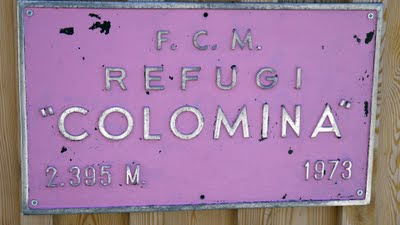 F. C. M.
REFUGI
"COLOMINA"
2.395 M. 1973